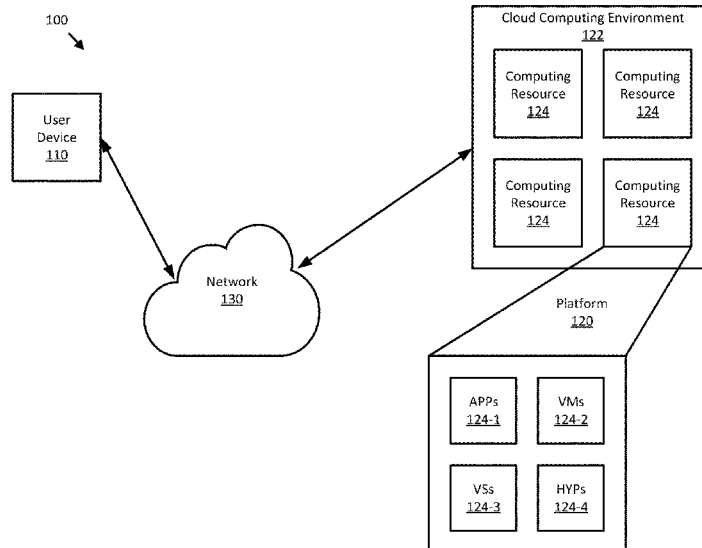 100
User
Device
110
Network
130
Cloud Computing Environment
122
Computing
Resource
124
Computing
Resource
124
Computing
Resource
124
Computing
Resource
124
Platform
120
APPs
124-1
VMs
124-2
VSs
124-3
HYPs
124-4